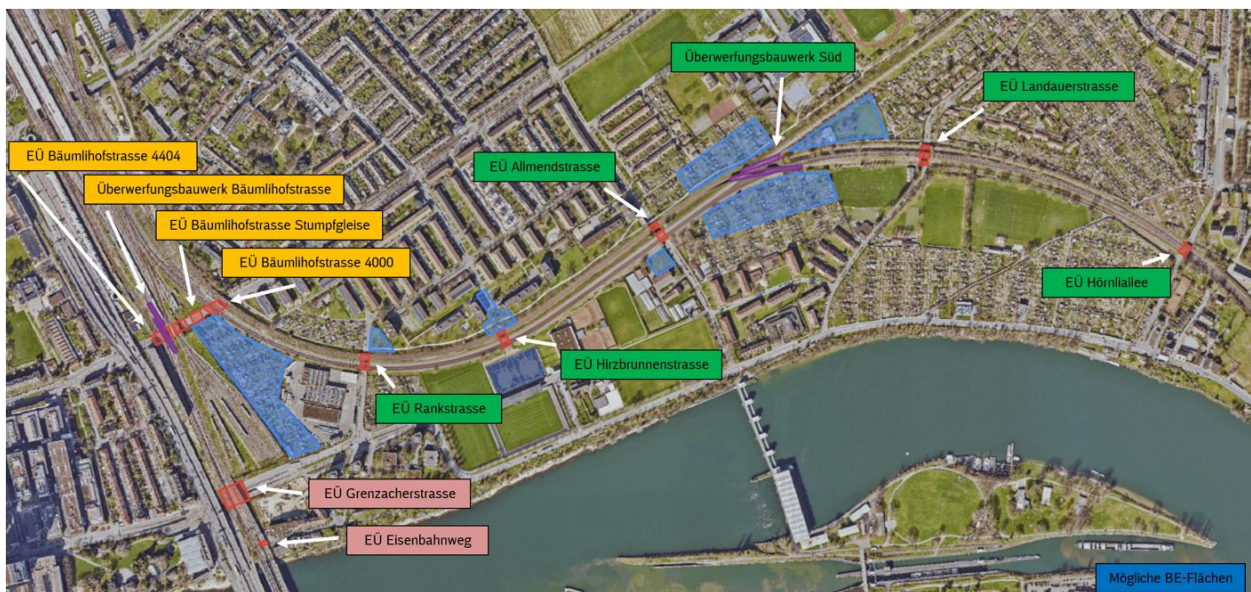 Überwerfungsbauwerk Süd
EÜ Landauerstrasse
EÜ Bäumlihofstrasse 4404
EÜ Allmendstrasse
Überwerfungsbauwerk Bäumlihofstrasse
EÜ Bäumlihofstrasse Stumpfgleise
EÜ Bäumlihofstrasse 4000
EÜ Hörnliallee
EÜ Hirzbrunnenstrasse
EÜ Rankstrasse
EÜ Grenzacherstrasse
EÜ Eisenbahnweg
Mögliche BE-Flächen